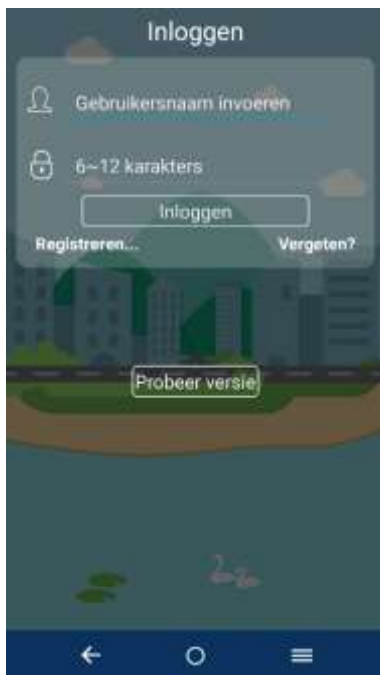 Inloggen
Gebruikersnaam invoeren
6~12 karakters
Inloggen
Registreren... Vergeten?
Probeer versie